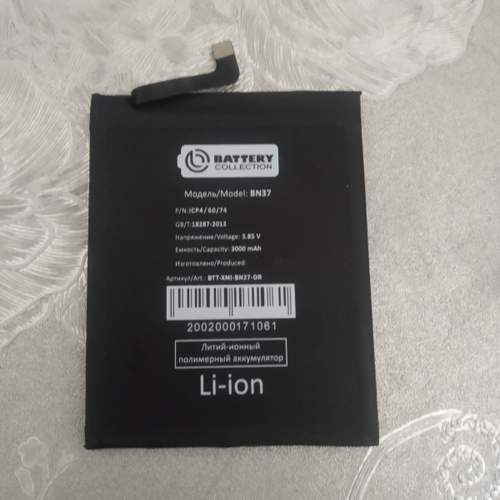 BATTERY
COLLECTION
Модель/Model: BN37
P/N:ICP4/60/74
GB/T:18287-2013
Напряжение/Voltage: 3.85 V
Емкость/Capacity: 3000 mAh
Изготовлено/Produced:
Артикул/Art.: BTT-XMI-BN37-OR
2002000171061
Литий-ионный
полимерный аккумулятор
Li-ion